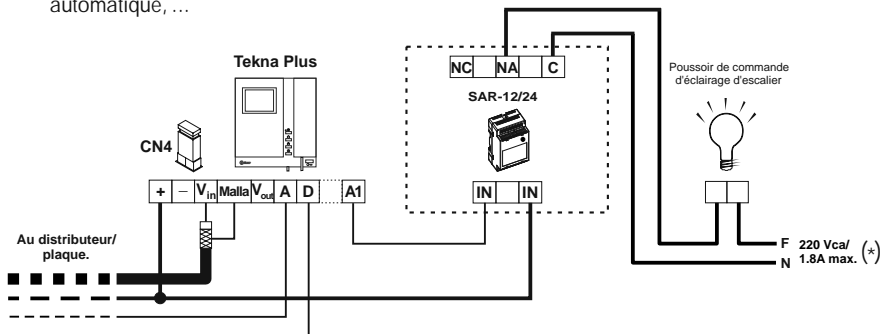 automatique, ...
Tekna Plus
CN4
+ – Vin Malla Vout A D A1
Au distributeur/
plaque.
NC NA C
SAR-12/24
IN IN
Poussoir de commande
d'éclairage d'escalier
F
N
220 Vca/
1.8A max.
(*)